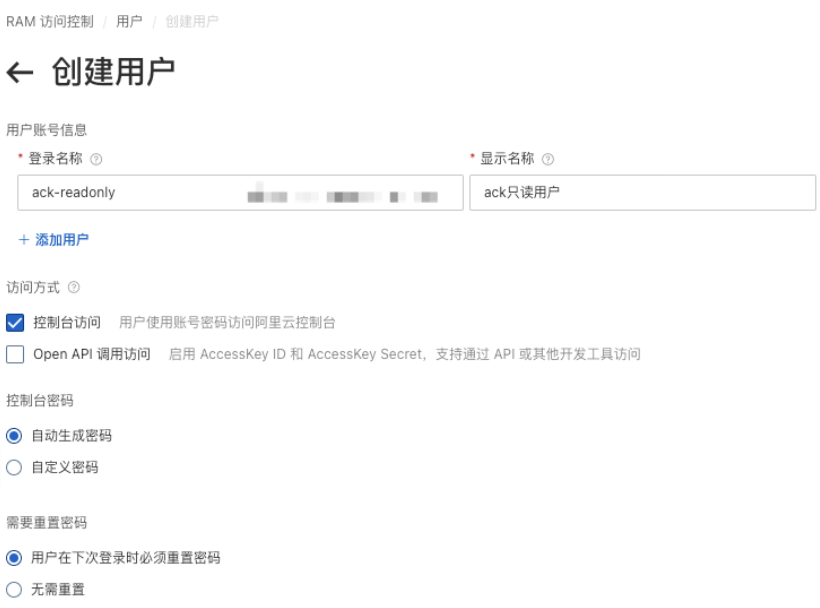 RAM 访问控制 / 用户 / 创建用户
← 创建用户
用户账号信息
* 登录名称 ? * 显示名称 ?
ack-readonly ack只读用户
+ 添加用户
访问方式 ?
控制台访问 用户使用账号密码访问阿里云控制台
Open API 调用访问 启用 AccessKey ID 和 AccessKey Secret，支持通过 API 或其他开发工具访问
控制台密码
自动生成密码
自定义密码
需要重置密码
用户在下次登录时必须重置密码
无需重置